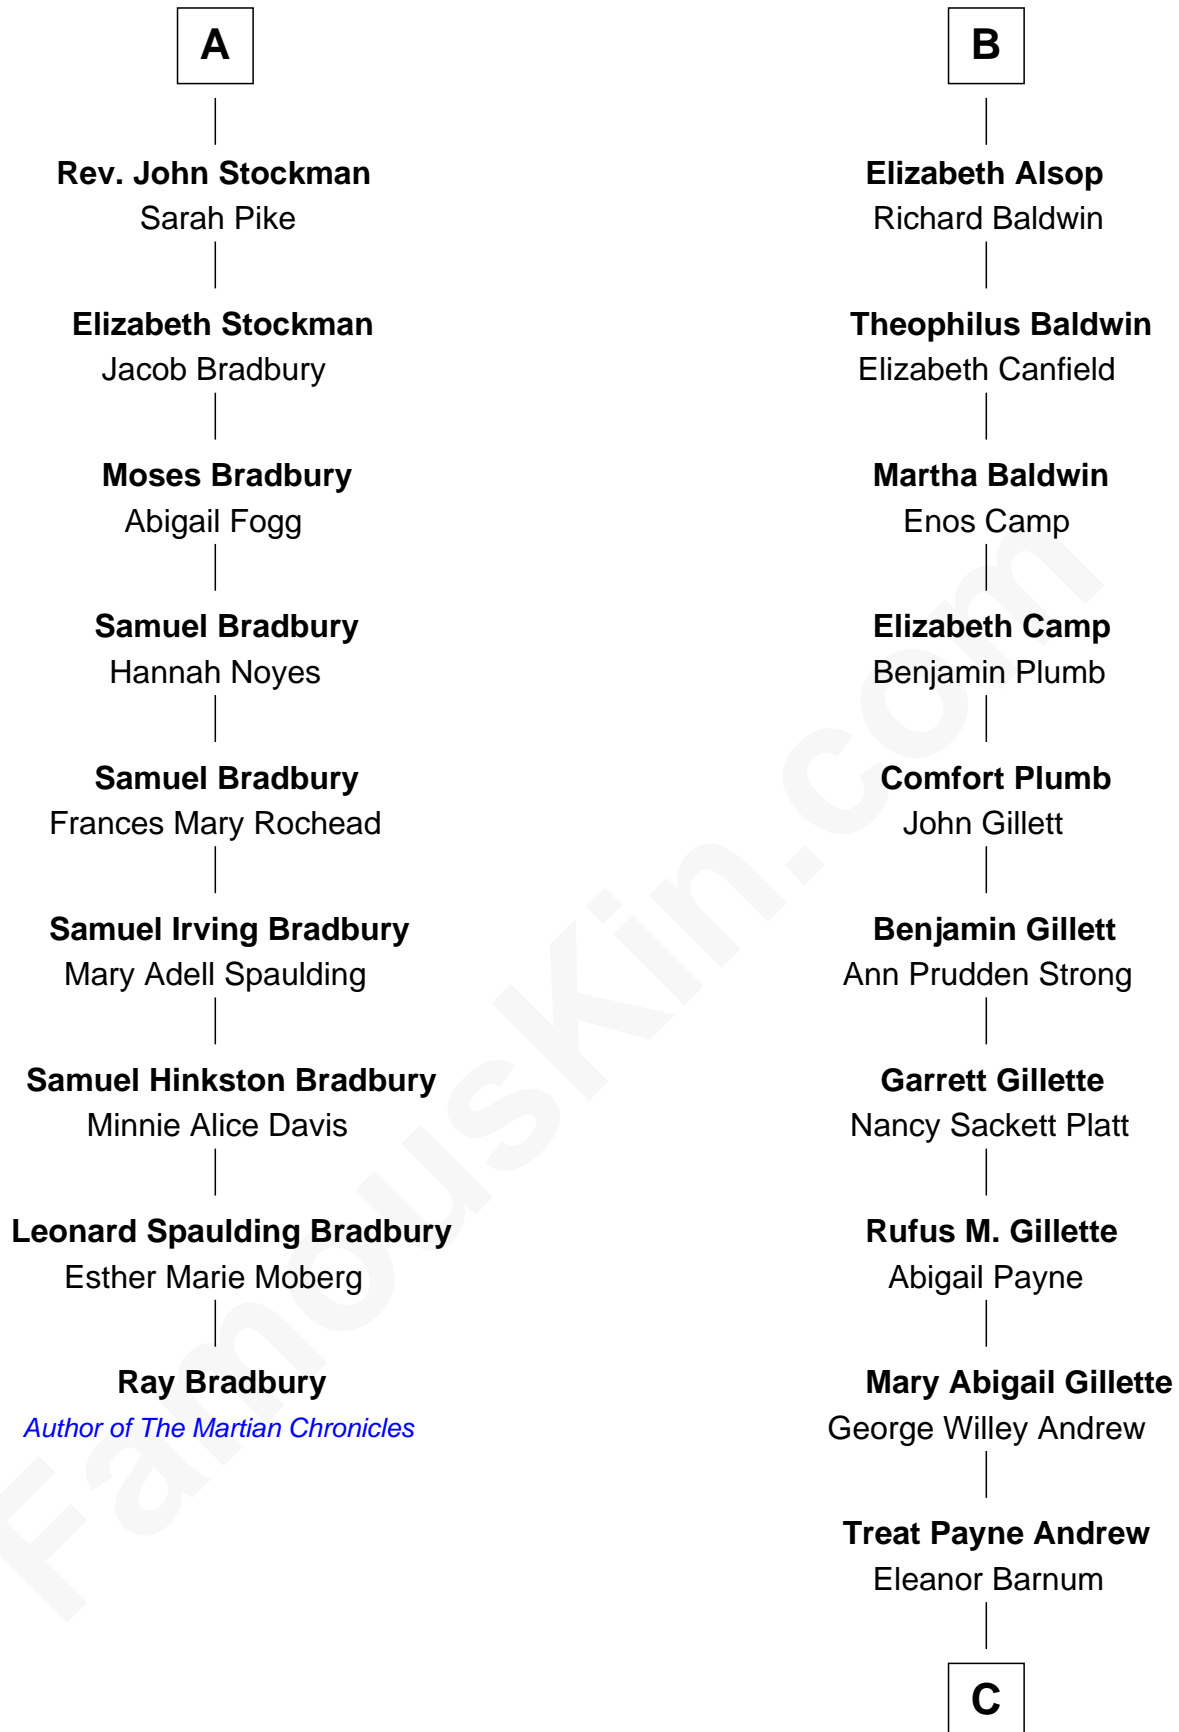 A
Rev. John Stockman
Sarah Pike
Elizabeth Stockman
Jacob Bradbury
Moses Bradbury
Abigail Fogg
Samuel Bradbury
Hannah Noyes
Samuel Bradbury
Frances Mary Rochead
Samuel Irving Bradbury
Mary Adell Spaulding
Samuel Hinkston Bradbury
Minnie Alice Davis
Leonard Spaulding Bradbury
Esther Marie Moberg
Ray Bradbury
Author of The Martian Chronicles
B
Elizabeth Alsop
Richard Baldwin
Theophilus Baldwin
Elizabeth Canfield
Martha Baldwin
Enos Camp
Elizabeth Camp
Benjamin Plumb
Comfort Plumb
John Gillett
Benjamin Gillett
Ann Prudden Strong
Garrett Gillette
Nancy Sackett Platt
Rufus M. Gillette
Abigail Payne
Mary Abigail Gillette
George Willey Andrew
Treat Payne Andrew
Eleanor Barnum
C
FamousKin.com